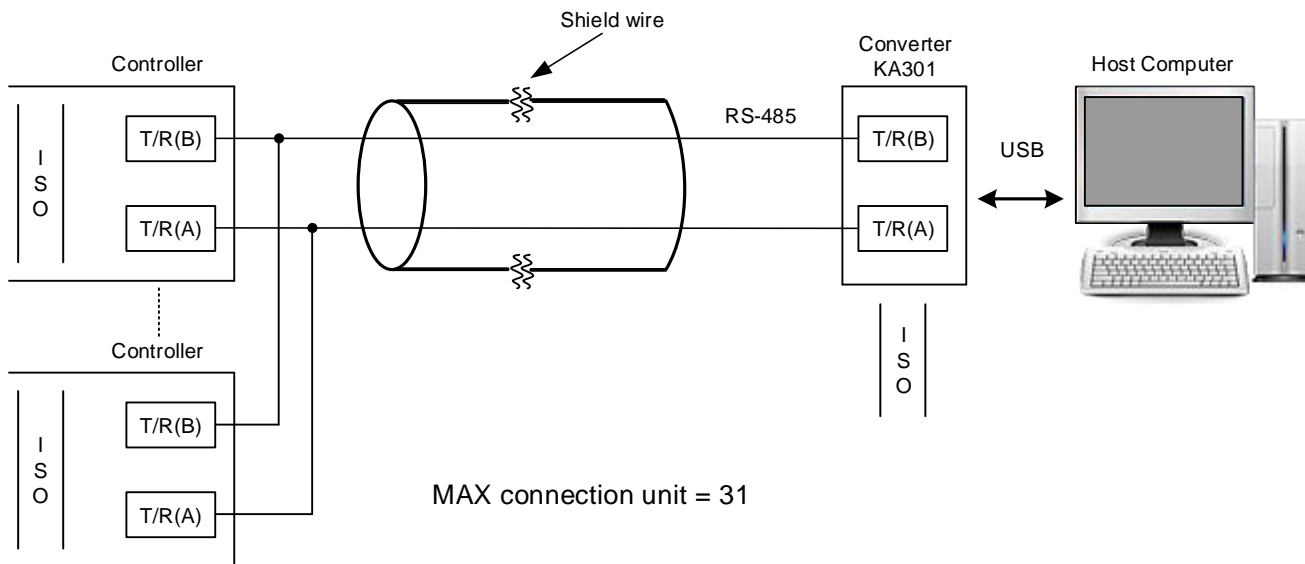 Shield wire
Controller
Converter
KA301
Host Computer
I
S
O
T/R(B)
RS-485
T/R(B)
USB
T/R(A)
T/R(A)
Controller
I
S
O
I
S
O
T/R(B)
T/R(A)
MAX connection unit = 31